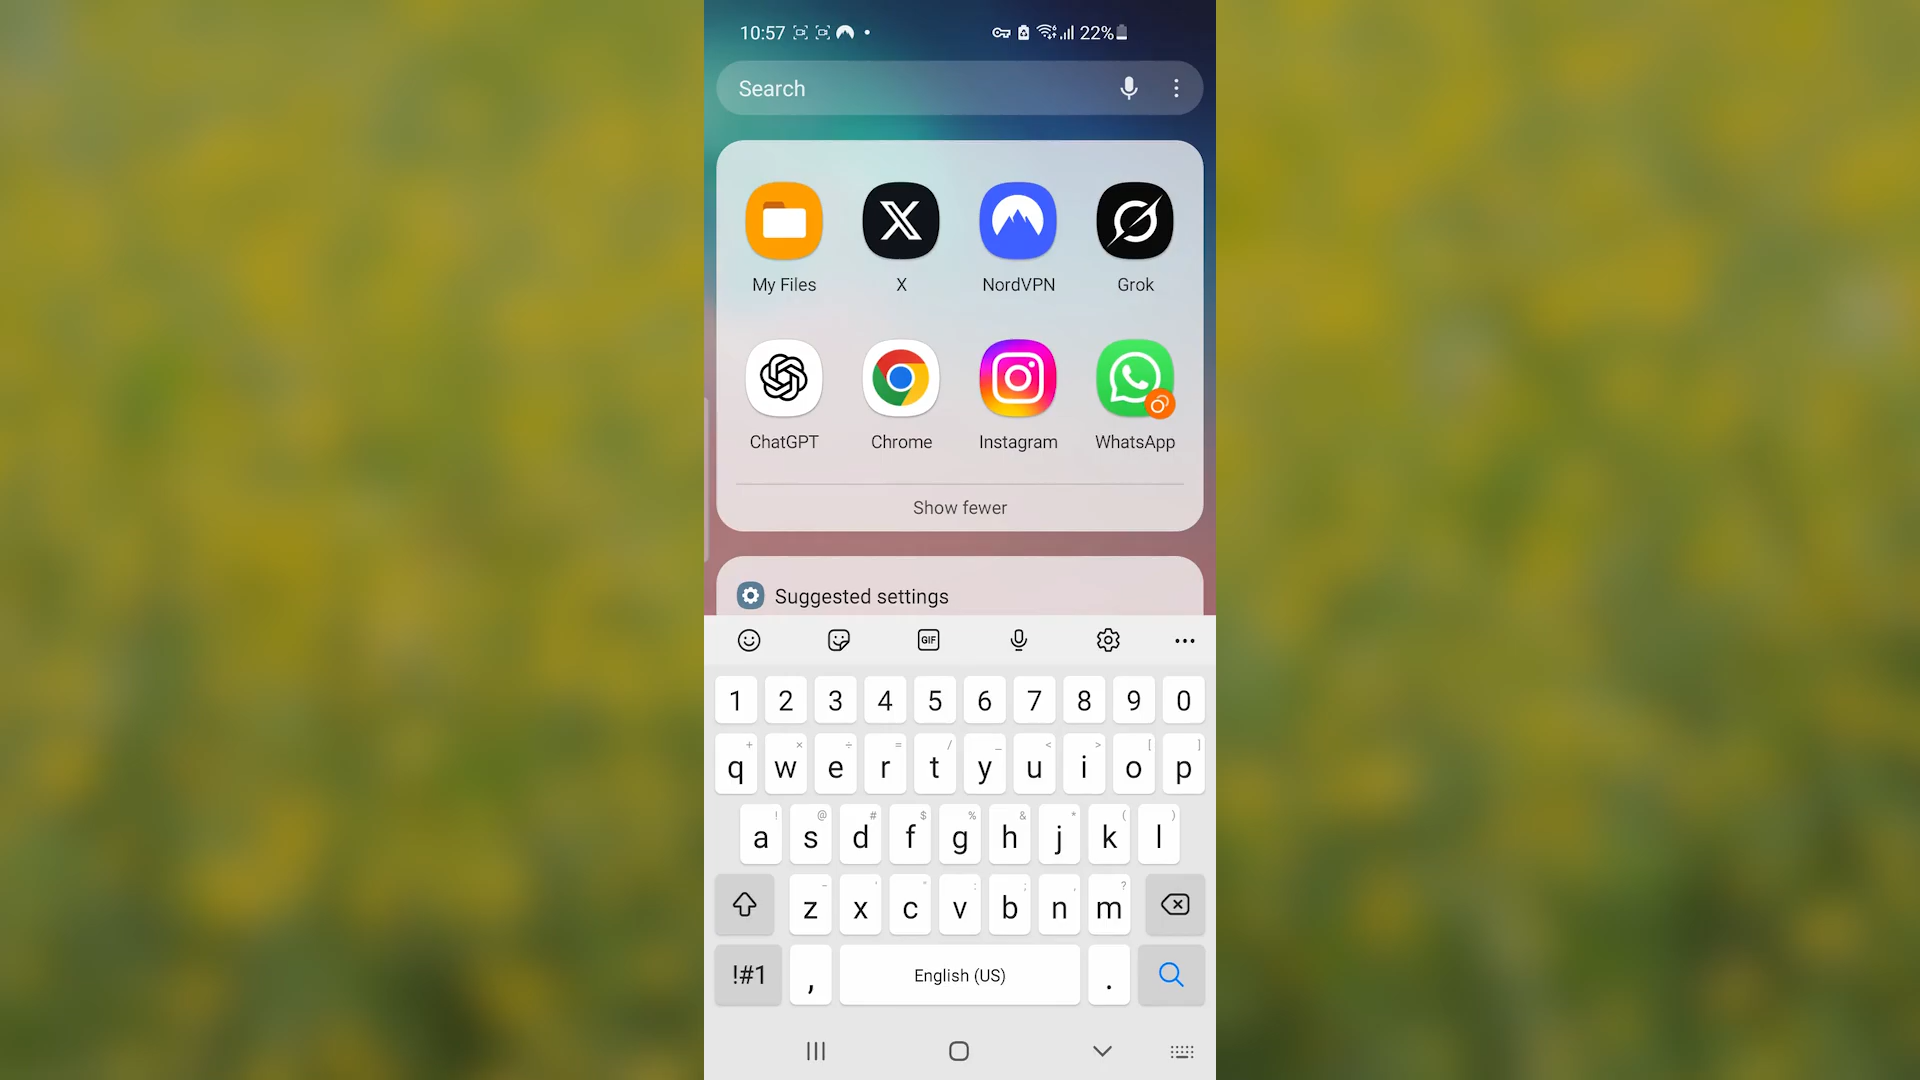 10:57 22%
Search
My Files X NordVPN Grok
ChatGPT Chrome Instagram WhatsApp
Show fewer
Suggested settings
GIF
1 2 3 4 5 6 7 8 9 0
+ × ÷ = / _ < > [ ]
q w e r t y u i o p
! @ # $ % & * ( )
a s d f g h j k l
- ' " : ; , ?
z x c v b n m
!#1 , English (US) .